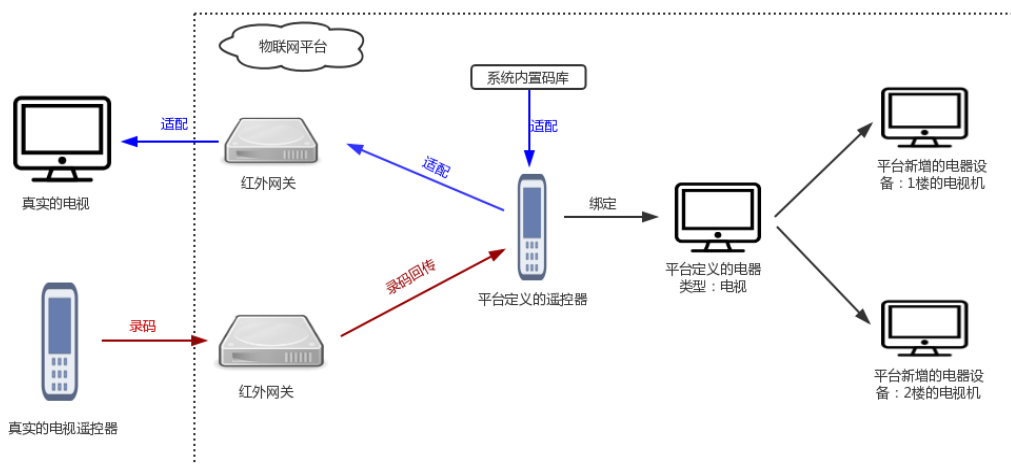 物联网平台
系统内置码库
适配
适配
适配
红外网关
真实的电视
平台新增的电器设
备：1楼的电视机
绑定
平台定义的电器
类型：电视
录码回传
平台定义的遥控器
录码
红外网关
真实的电视遥控器
平台新增的电器设
备：2楼的电视机